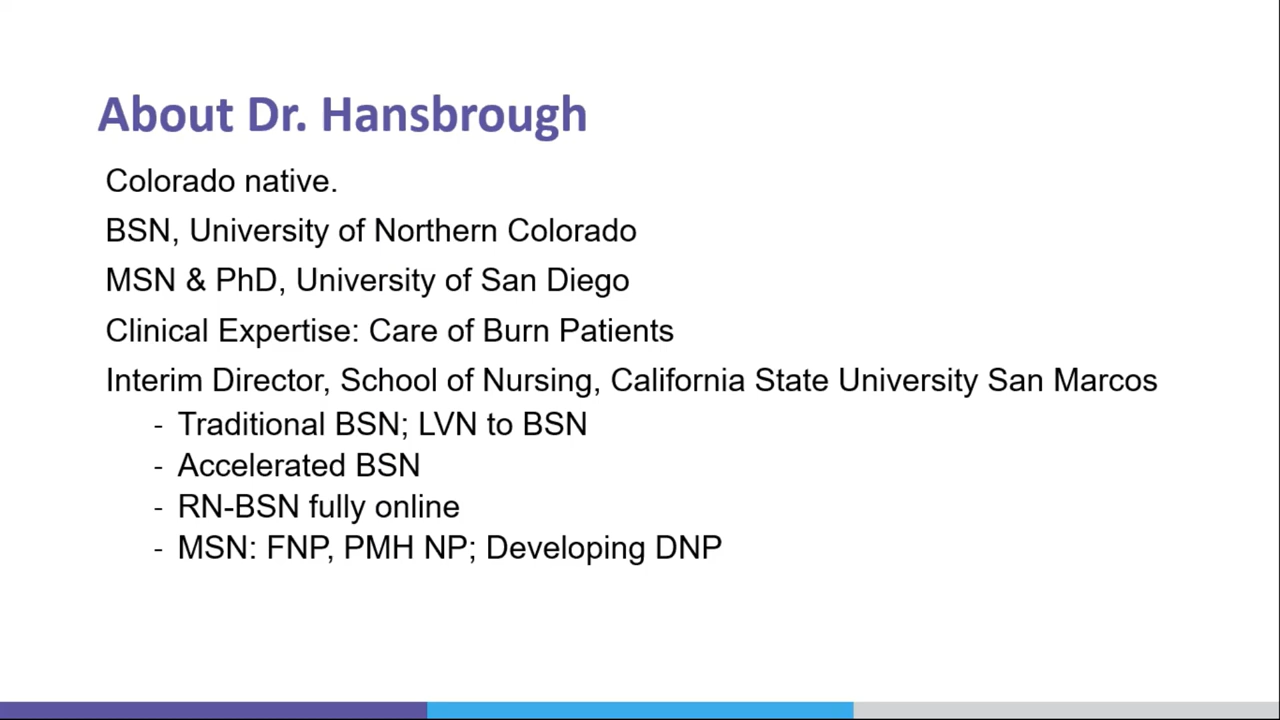 About Dr. Hansbrough
Colorado native.
BSN, University of Northern Colorado
MSN & PhD, University of San Diego
Clinical Expertise: Care of Burn Patients
Interim Director, School of Nursing, California State University San Marcos
- Traditional BSN; LVN to BSN
- Accelerated BSN
- RN-BSN fully online
- MSN: FNP, PMH NP; Developing DNP